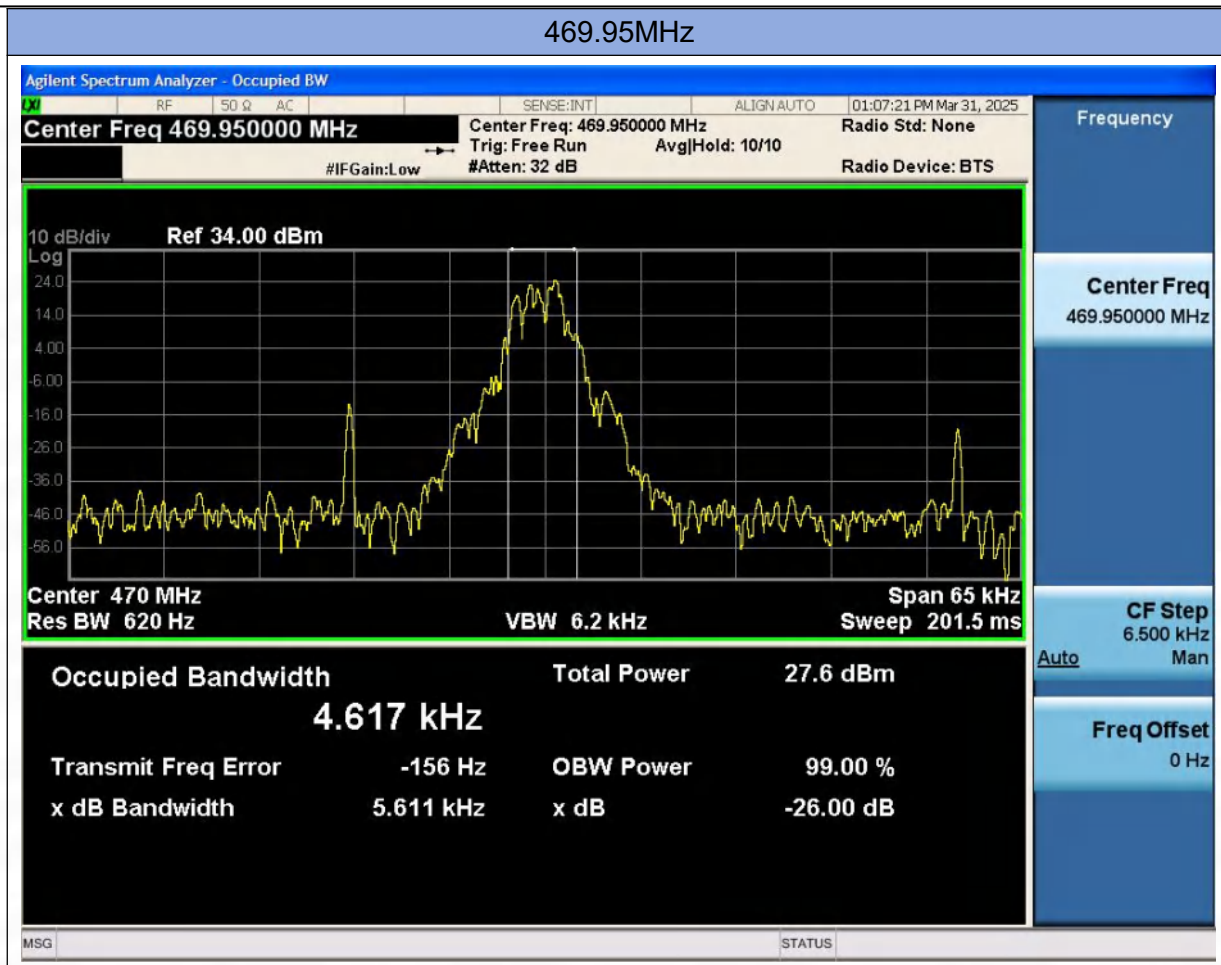 469.95MHz
Agilent Spectrum Analyzer - Occupied BW
LXI RF 50 Ω AC SENSE:INT ALIGN AUTO 01:07:21 PM Mar 31, 2025
Center Freq 469.950000 MHz
Center Freq: 469.950000 MHz
Radio Std: None
Trig: Free Run Avg|Hold: 10/10
#IFGain:Low
#Atten: 32 dB
Radio Device: BTS
10 dB/div Ref 34.00 dBm
Log
24.0
14.0
4.00
-6.00
-16.0
-26.0
-36.0
-46.0
-56.0
Center 470 MHz Span 65 kHz
Res BW 620 Hz VBW 6.2 kHz Sweep 201.5 ms
Occupied Bandwidth Total Power 27.6 dBm
4.617 kHz
Transmit Freq Error -156 Hz OBW Power 99.00 %
x dB Bandwidth 5.611 kHz x dB -26.00 dB
Frequency
Center Freq
469.950000 MHz
CF Step
6.500 kHz
Auto Man
Freq Offset
0 Hz
MSG STATUS